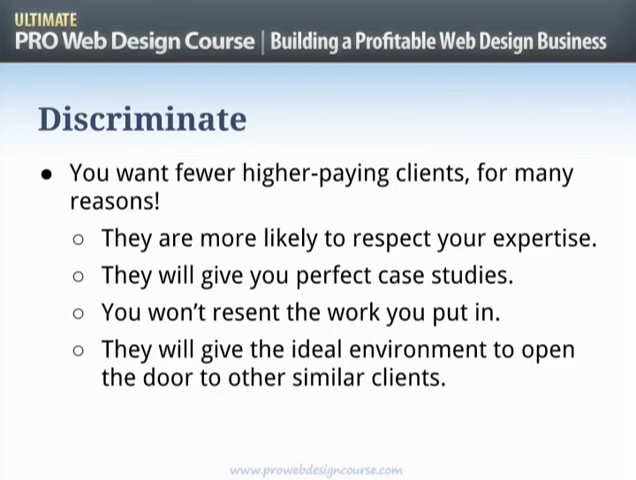 ULTIMATE
PRO Web Design Course | Building a Profitable Web Design Business
Discriminate
● You want fewer higher-paying clients, for many
reasons!
○ They are more likely to respect your expertise.
○ They will give you perfect case studies.
○ You won't resent the work you put in.
○ They will give the ideal environment to open
the door to other similar clients.
www.prowebdesigncourse.com